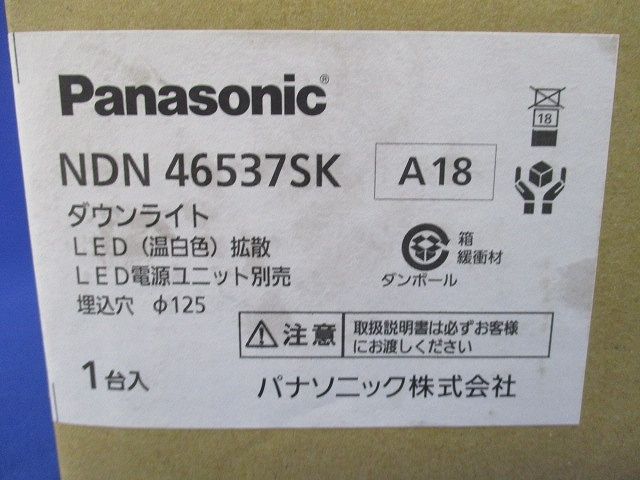 Panasonic®
NDN 46537SK A18
18
ダウンライト
LED（温白色）拡散
LED電源ユニット別売
埋込穴 φ125
箱
緩衝材
ダンボール
注意
取扱説明書は必ずお客様
にお渡しください
1台入
パナソニック株式会社